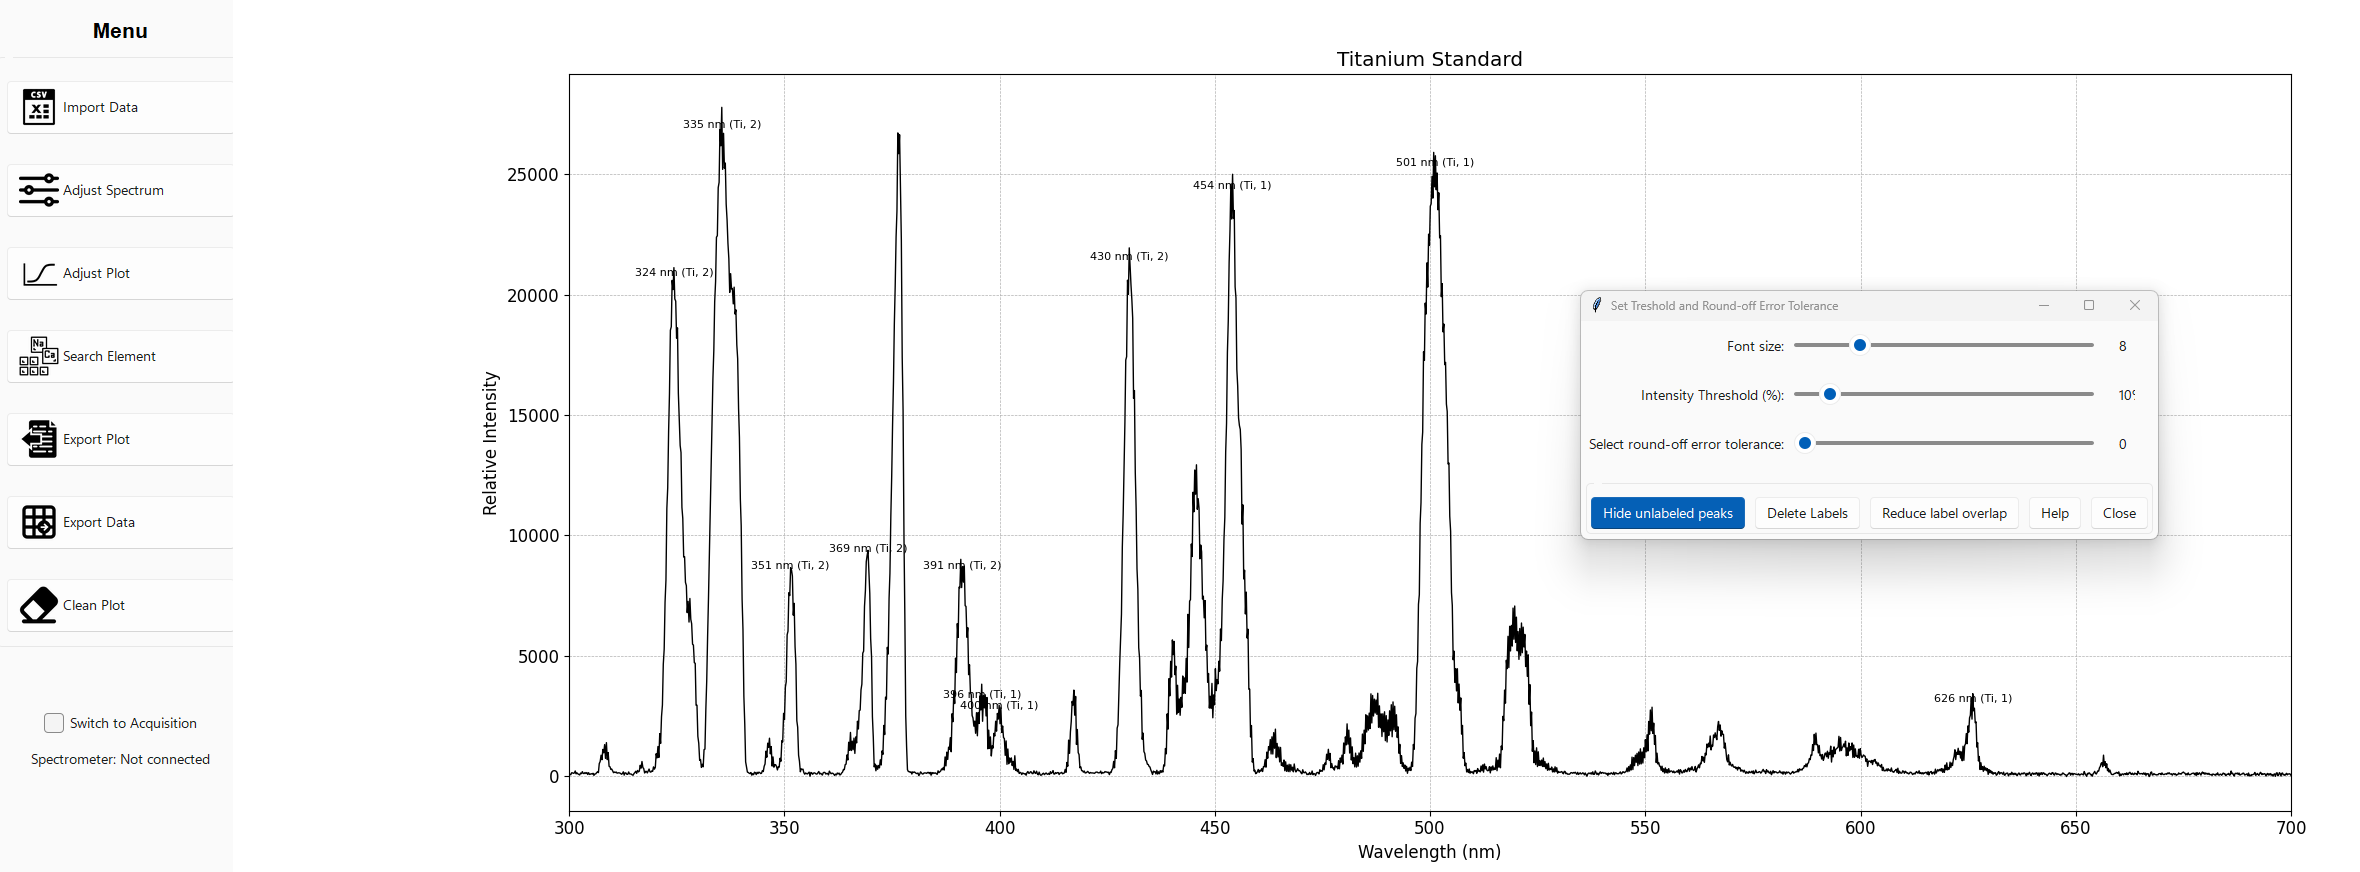 Menu
CSV
Import Data
Adjust Spectrum
Adjust Plot
Na
Ca
Search Element
Export Plot
Export Data
Clean Plot
Switch to Acquisition
Spectrometer: Not connected
Titanium Standard
Relative Intensity
25000
20000
15000
10000
5000
0
300
350
400
450
500
550
600
650
700
Wavelength (nm)
324 nm (Ti, 2)
335 nm (Ti, 2)
351 nm (Ti, 2)
369 nm (Ti, 2)
391 nm (Ti, 2)
396 nm (Ti, 1)
400 nm (Ti, 1)
430 nm (Ti, 2)
454 nm (Ti, 1)
501 nm (Ti, 1)
626 nm (Ti, 1)
Set Treshold and Round-off Error Tolerance
Font size: 8
Intensity Threshold (%): 10%
Select round-off error tolerance: 0
Hide unlabeled peaks
Delete Labels
Reduce label overlap
Help
Close